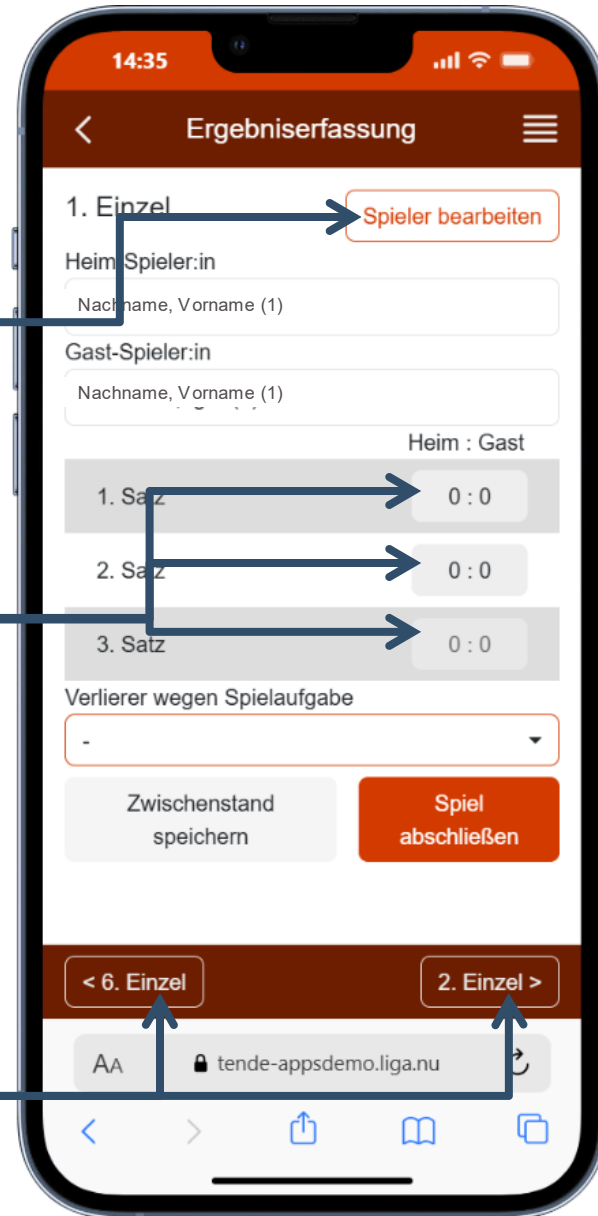 14:35
Ergebniserfassung
1. Einzel
Spieler bearbeiten
Heim-Spieler:in
Nachname, Vorname (1)
Gast-Spieler:in
Nachname, Vorname (1)
Heim : Gast
1. Satz
0 : 0
2. Satz
0 : 0
3. Satz
0 : 0
Verlierer wegen Spielaufgabe
-
Zwischenstand
speichern
Spiel
abschließen
< 6. Einzel
2. Einzel >
AA
tende-appsdemo.liga.nu